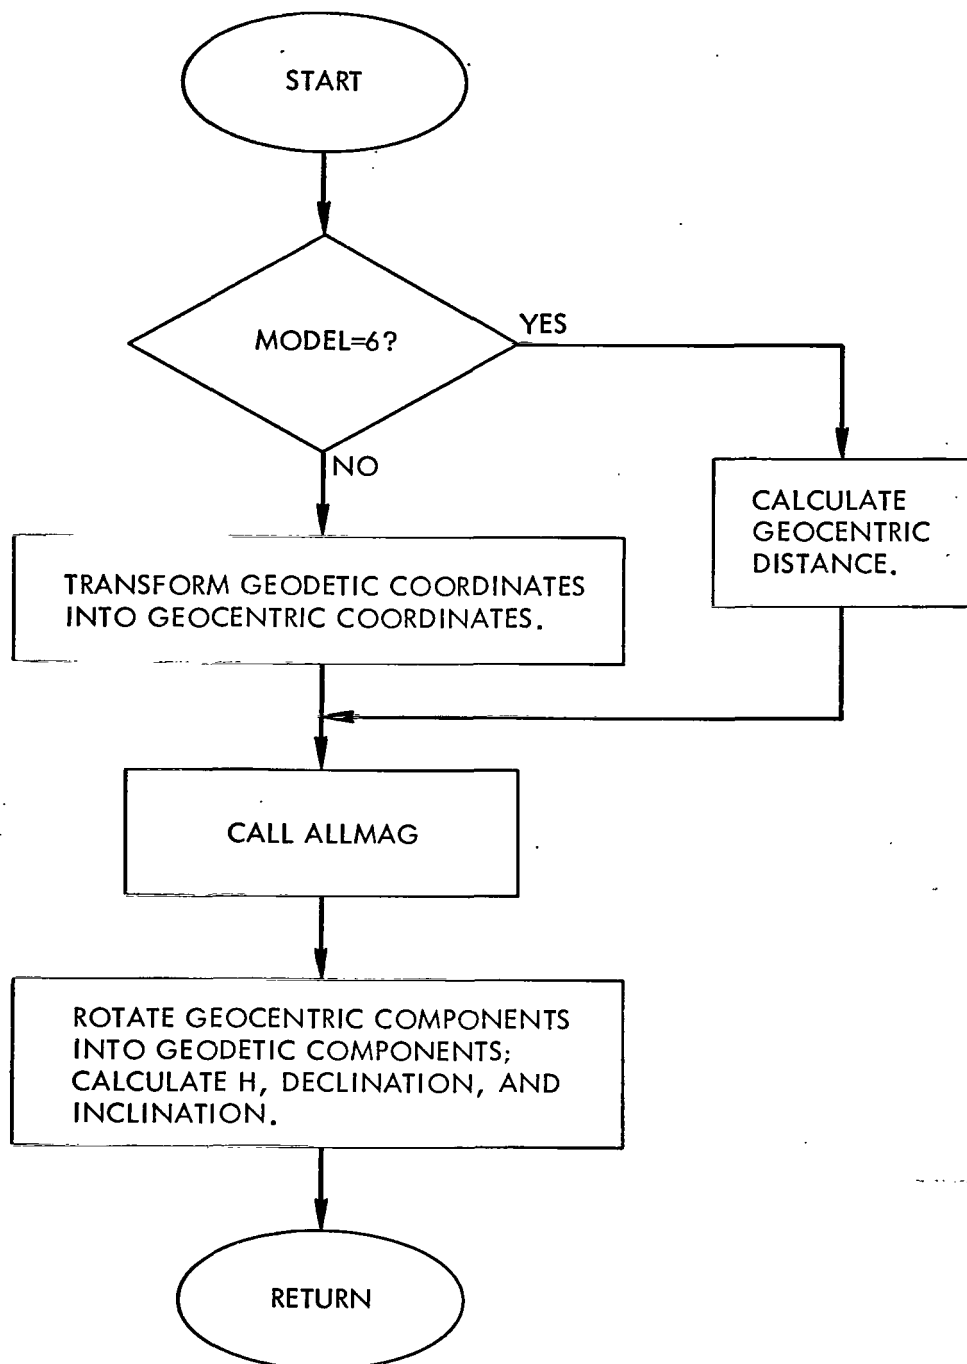 START
MODEL=6?
YES
NO
CALCULATE
GEOCENTRIC
DISTANCE.
TRANSFORM GEODETIC COORDINATES
INTO GEOCENTRIC COORDINATES.
CALL ALLMAG
ROTATE GEOCENTRIC COMPONENTS
INTO GEODETIC COMPONENTS;
CALCULATE H, DECLINATION, AND
INCLINATION.
RETURN